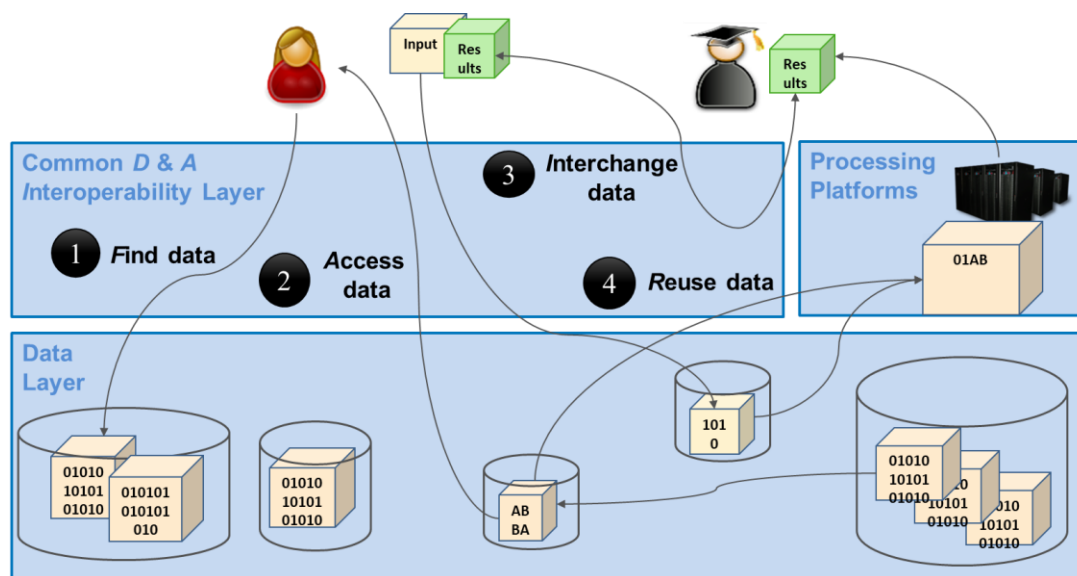 Input
Res
ults
Res
ults
Common D & A
Interoperability Layer
Processing
Platforms
3
Interchange
data
1
Find data
2
Access
data
4
Reuse data
01AB
Data
Layer
101
0
01010
10101
01010
010101
010101
010
01010
10101
01010
AB
BA
01010
10101
01010
10101
01010
10101
01010